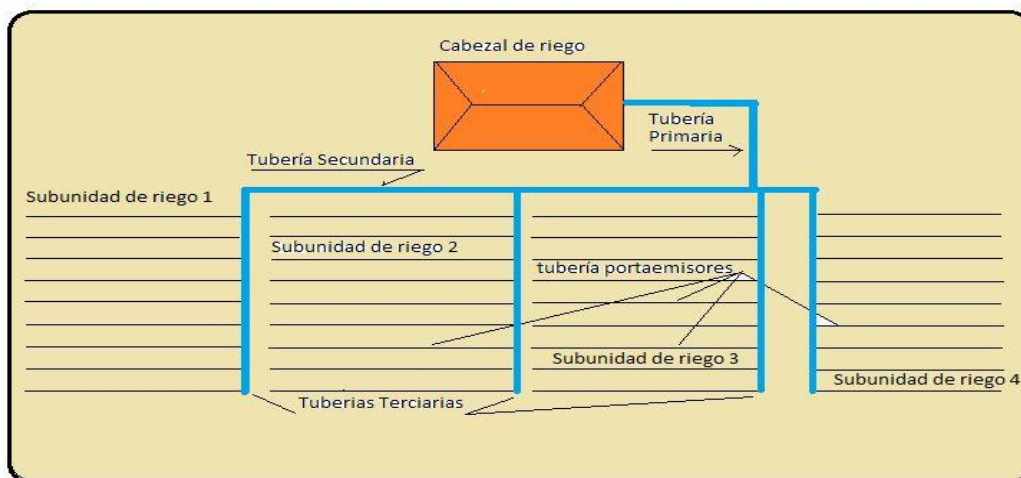 Cabezal de riego
Tubería
Primaria
Tubería Secundaria
Subunidad de riego 1
Subunidad de riego 2
tubería portaemisores
Subunidad de riego 3
Subunidad de riego 4
Tuberias Terciarias